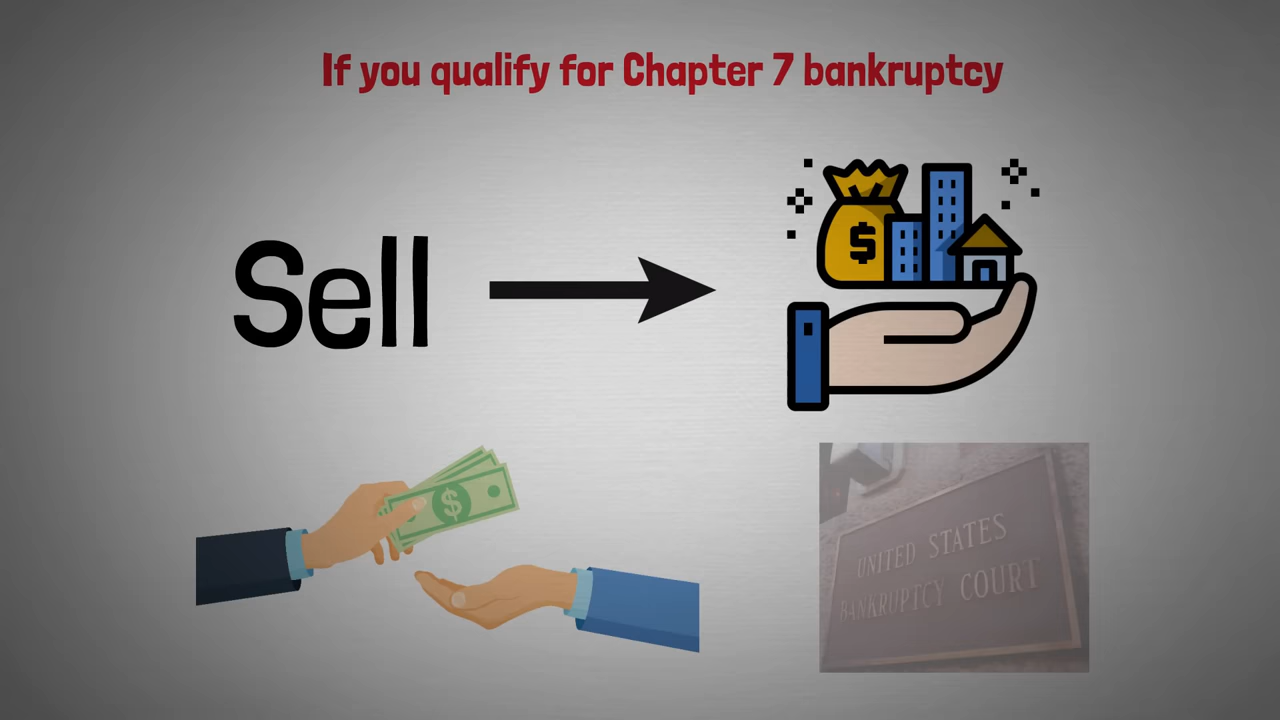 If you qualify for Chapter 7 bankruptcy
Sell
$
$
UNITED STATES
BANKRUPTCY COURT